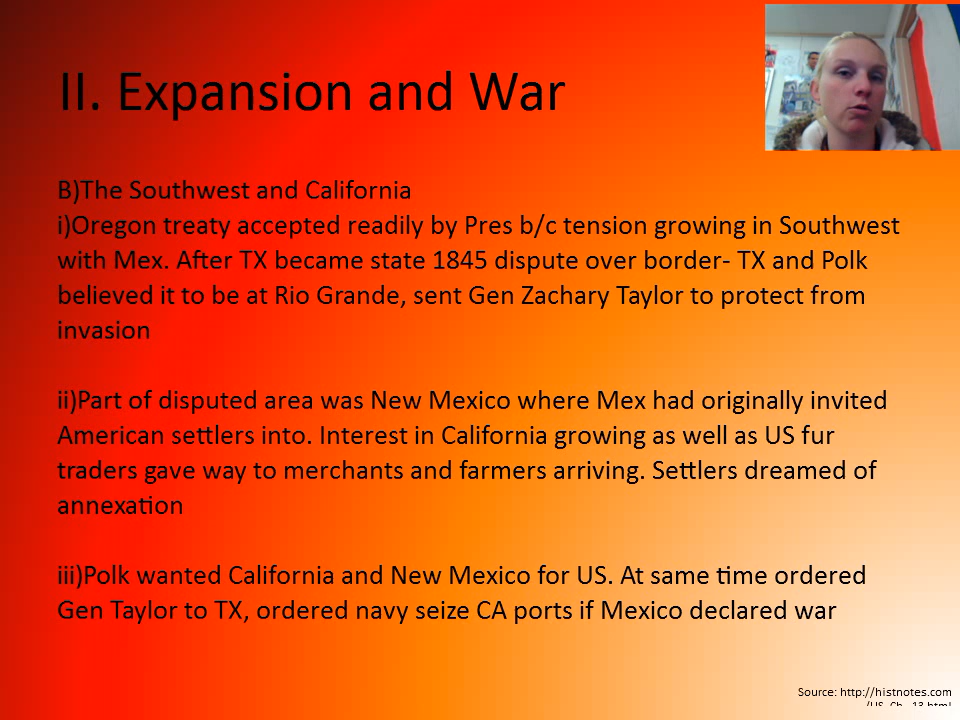 II. Expansion and War
B)The Southwest and California
i)Oregon treaty accepted readily by Pres b/c tension growing in Southwest
with Mex. After TX became state 1845 dispute over border- TX and Polk
believed it to be at Rio Grande, sent Gen Zachary Taylor to protect from
invasion
ii)Part of disputed area was New Mexico where Mex had originally invited
American settlers into. Interest in California growing as well as US fur
traders gave way to merchants and farmers arriving. Settlers dreamed of
annexation
iii)Polk wanted California and New Mexico for US. At same time ordered
Gen Taylor to TX, ordered navy seize CA ports if Mexico declared war
Source: http://histnotes.com
/US_Ch._13.html